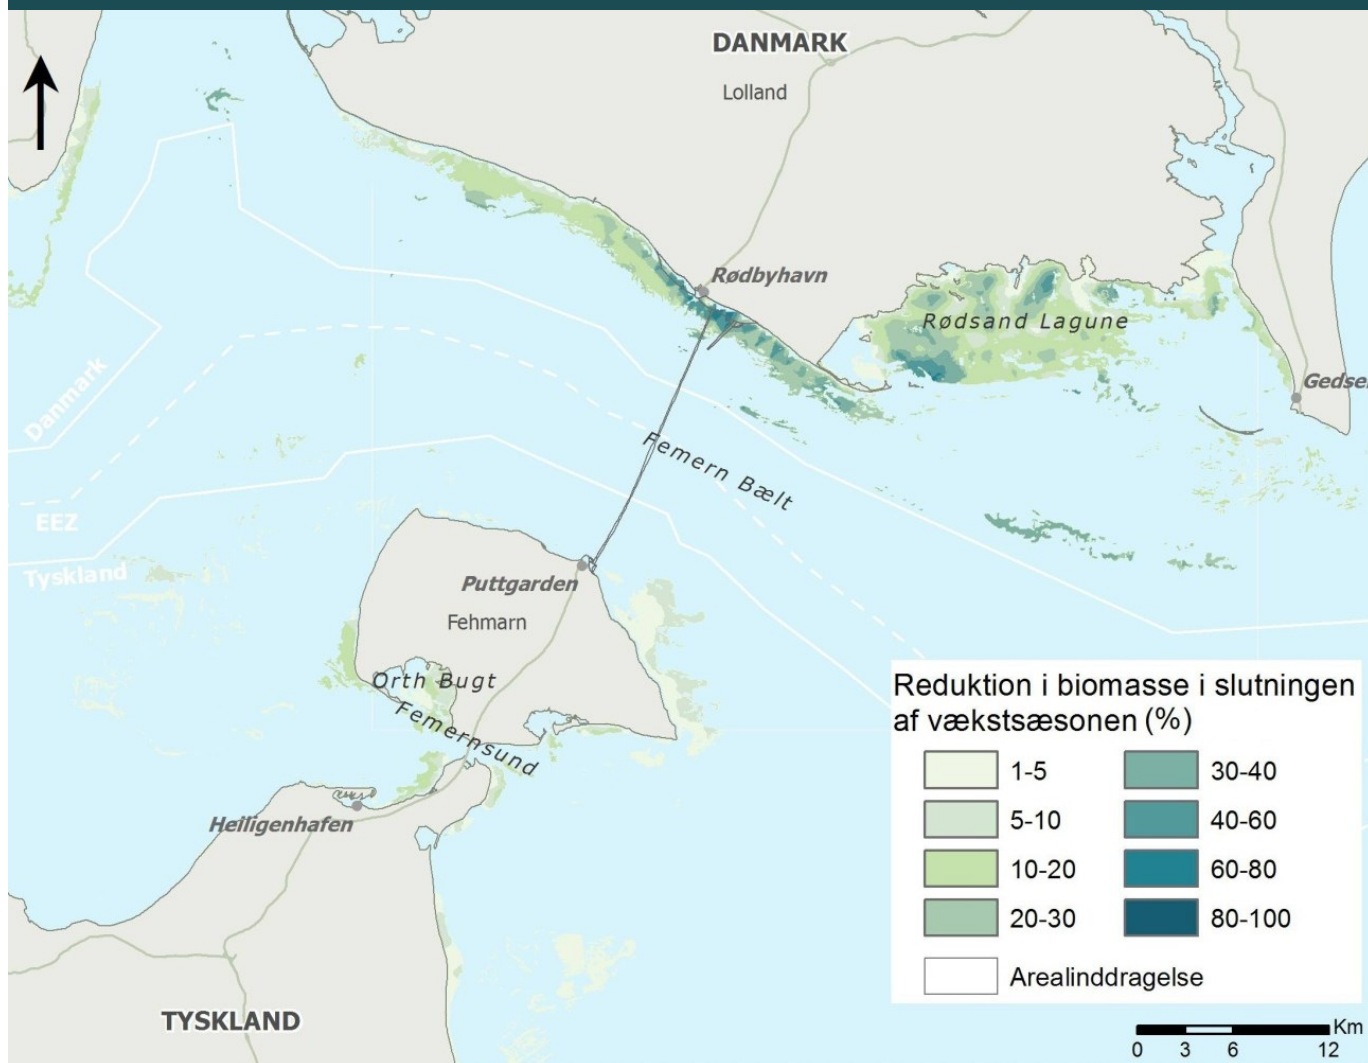 DANMARK
Lolland
Rødbyhavn
Rødsand Lagune
Danmark
Gedser
Femern Bælt
EEZ
Tyskland
Puttgarden
Fehmarn
Orth Bugt
Femernsund
Heiligenhafen
TYSKLAND
Reduktion i biomasse i slutningen
af vækstsæsonen (%)
1-5
30-40
5-10
40-60
10-20
60-80
20-30
80-100
Arealinddragelse
Km
0 3 6 12